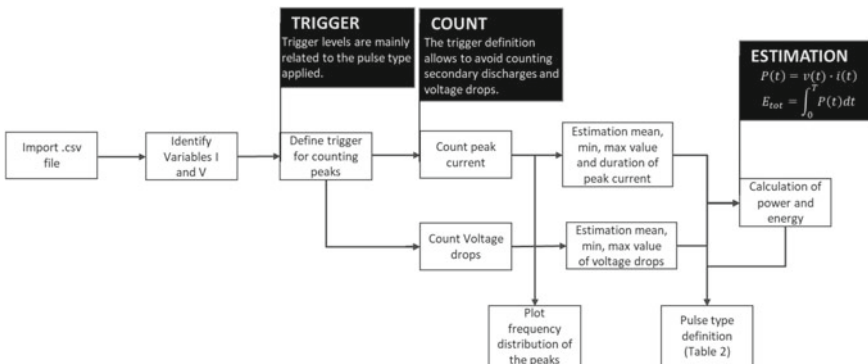 TRIGGER
Trigger levels are mainly
related to the pulse type
applied.
COUNT
The trigger definition
allows to avoid counting
secondary discharges and
voltage drops.
ESTIMATION
P(t) = v(t) · i(t)
E_tot = ∫_0^T P(t)dt
Import .csv
file
Identify
Variables I
and V
Define trigger
for counting
peaks
Count peak
current
Estimation mean,
min, max value
and duration of
peak current
Calculation of
power and
energy
Count Voltage
drops
Estimation mean,
min, max value
of voltage drops
Plot
frequency
distribution of
the peaks
Pulse type
definition
(Table 2)